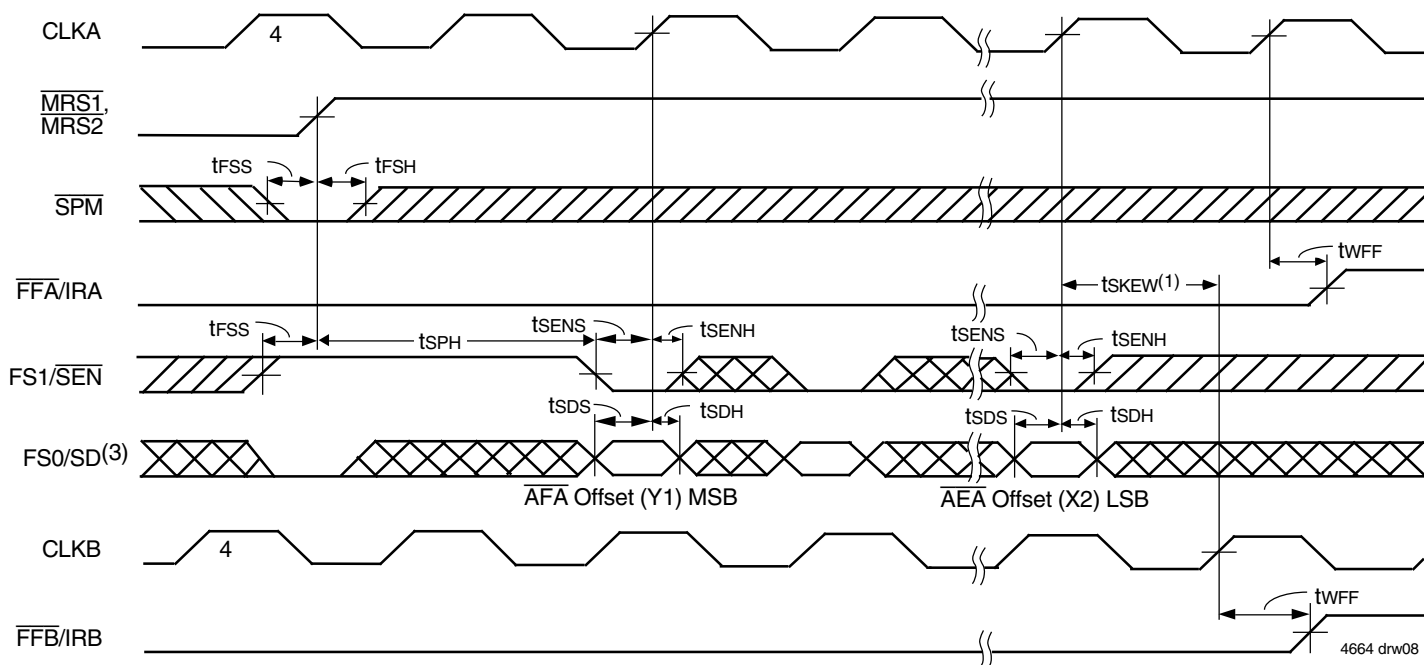 CLKA
4
MRS1,
MRS2
tFSS
tFSH
SPM
tWFF
FFA/IRA
tSKEW(1)
tFSS
tSPH
tSENS
tSENH
tSENS
tSENH
FS1/SEN
tSDS
tSDH
tSDS
tSDH
FS0/SD(3)
AFA Offset (Y1) MSB
AEA Offset (X2) LSB
CLKB
4
tWFF
FFB/IRB
4664 drw08